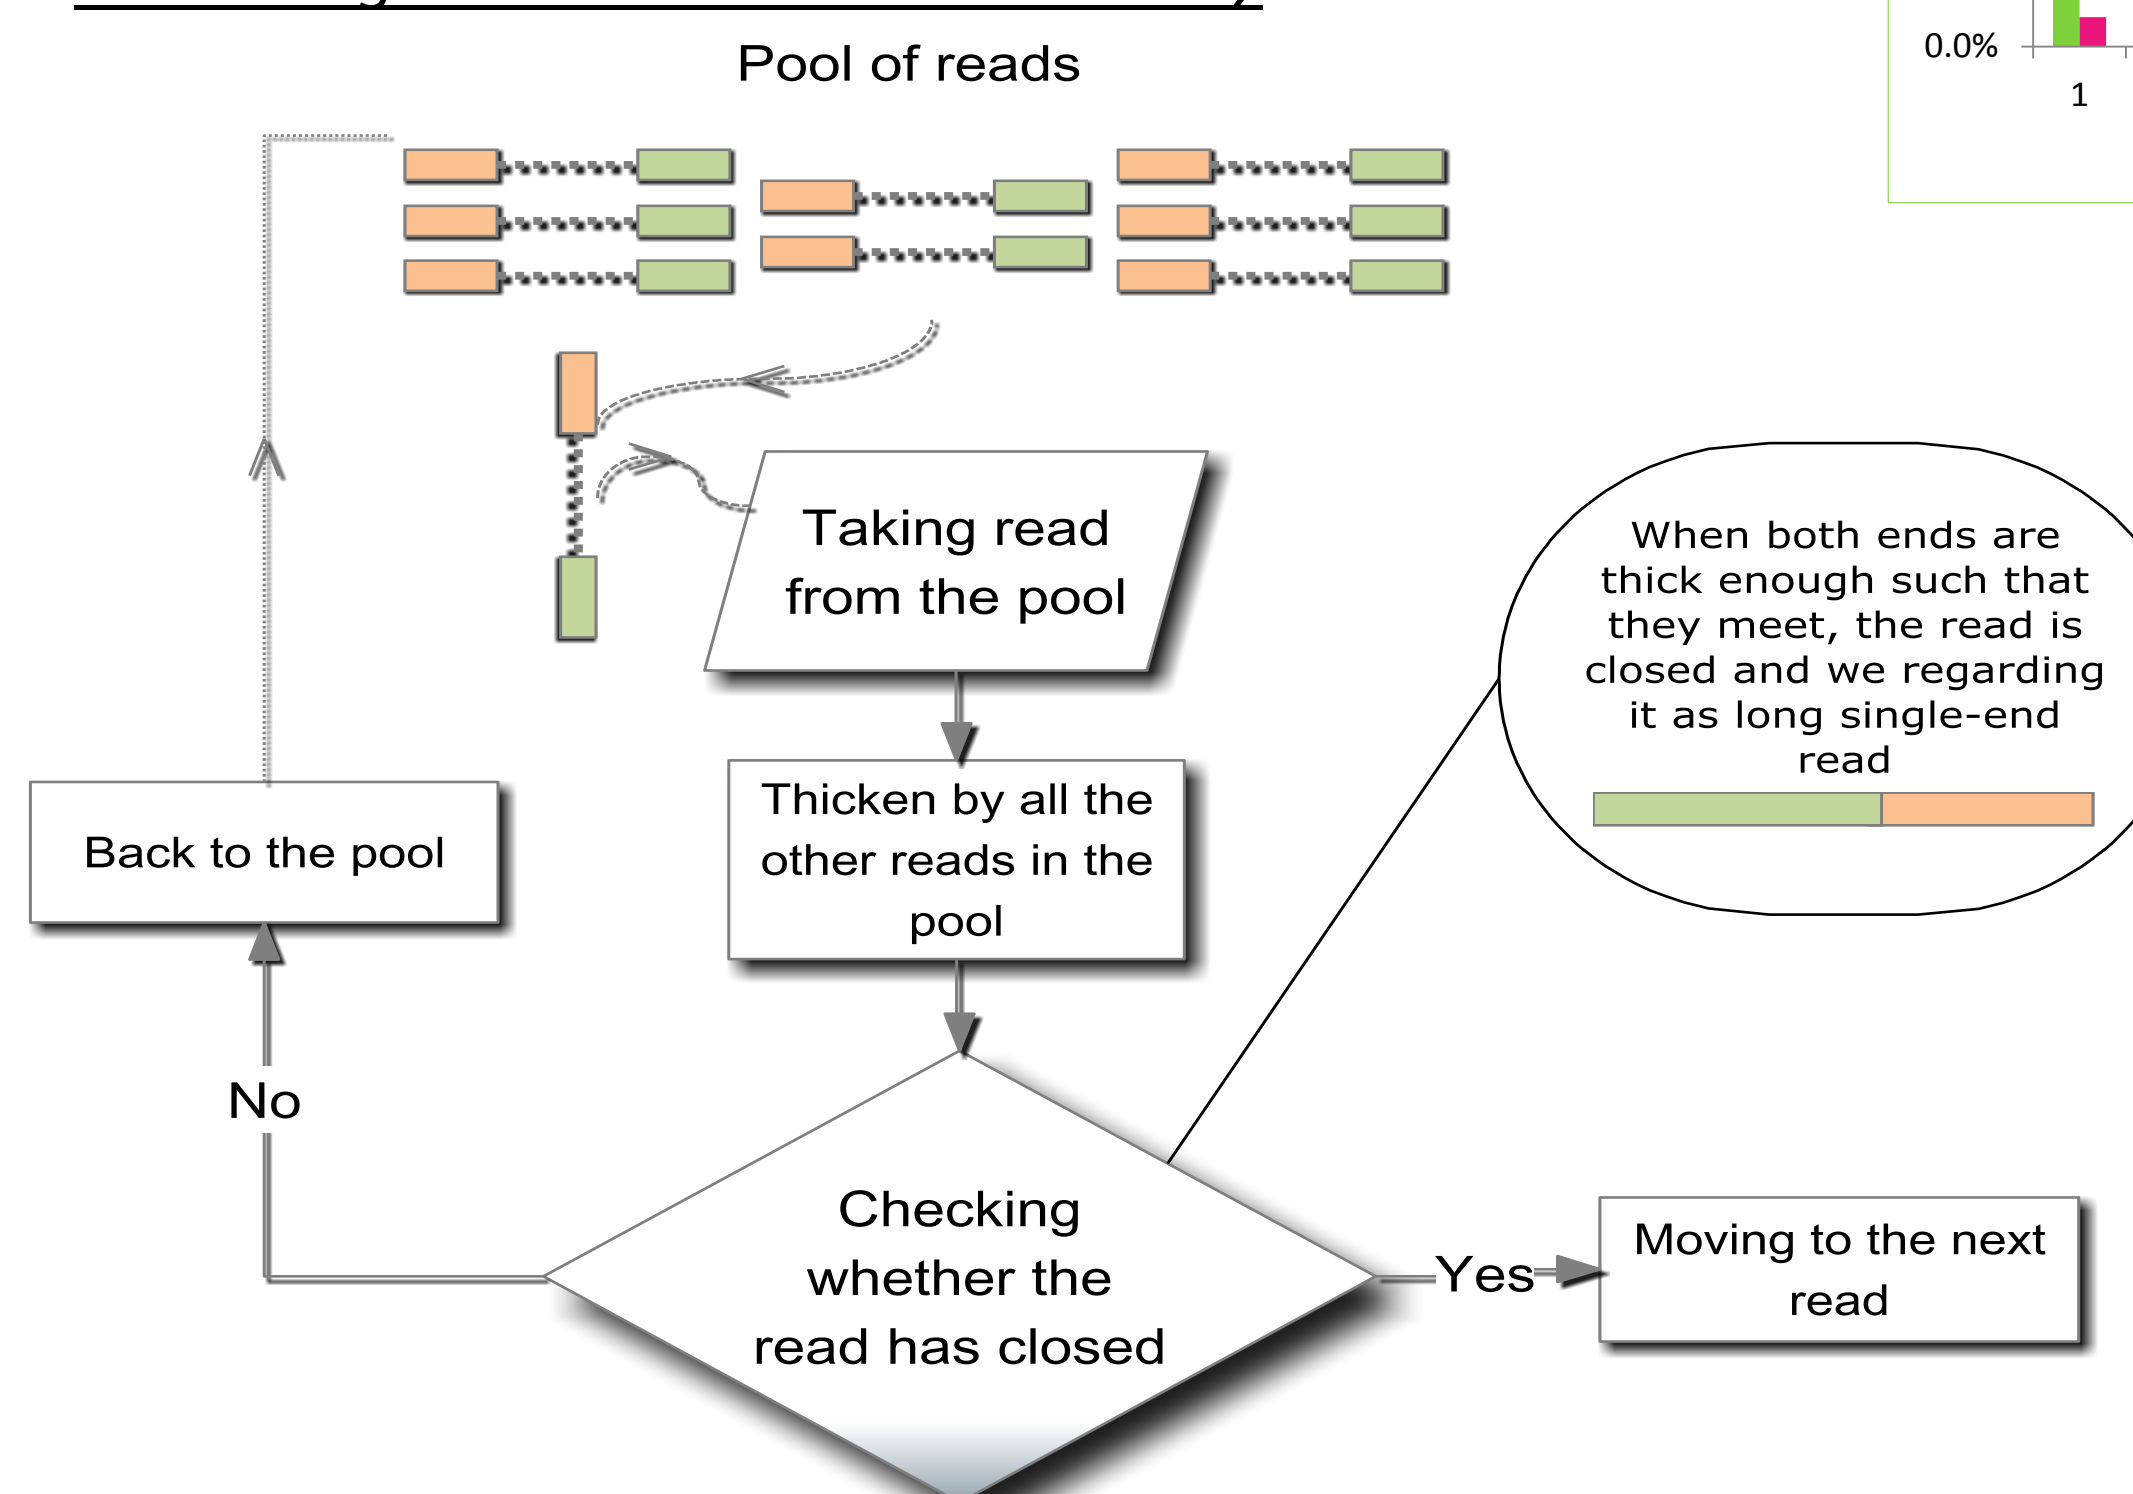 Pool of reads
0.0%
1
Taking read
from the pool
When both ends are
thick enough such that
they meet, the read is
closed and we regarding
it as long single-end
read
Thicken by all the
other reads in the
pool
Back to the pool
No
Checking
whether the
read has closed
Yes
Moving to the next
read